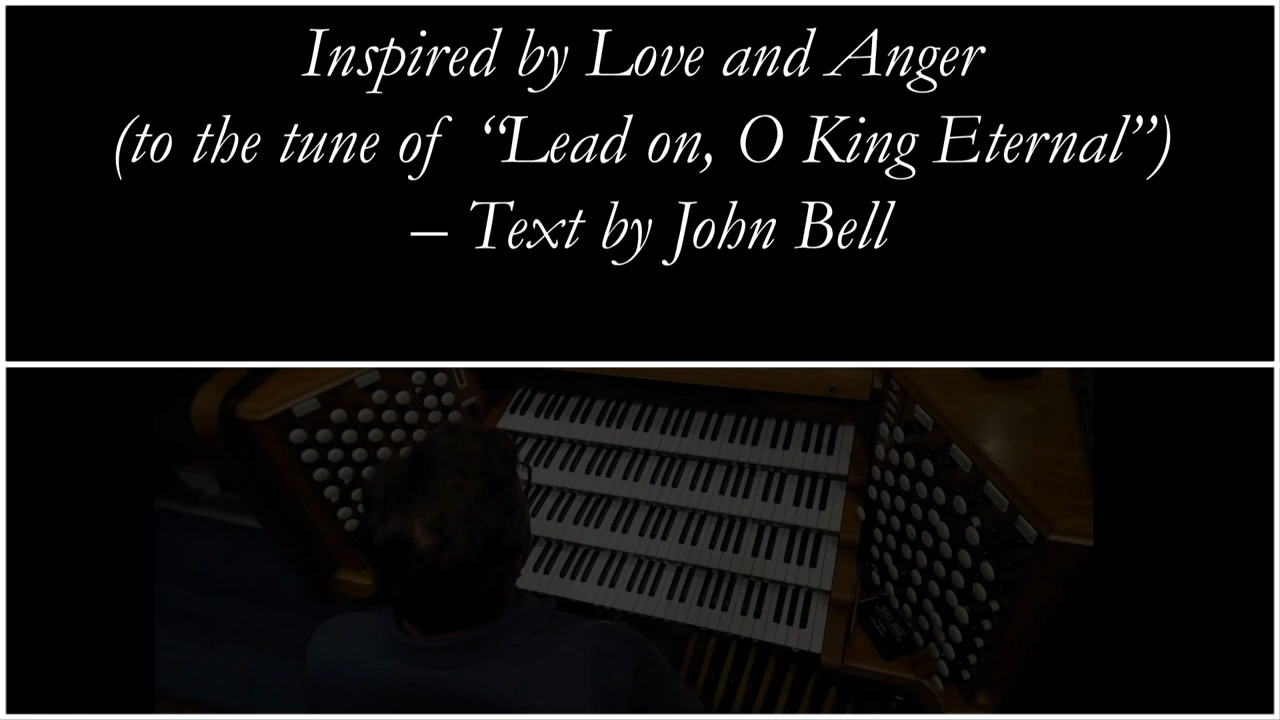 Inspired by Love and Anger
(to the tune of “Lead on, O King Eternal”)
– Text by John Bell